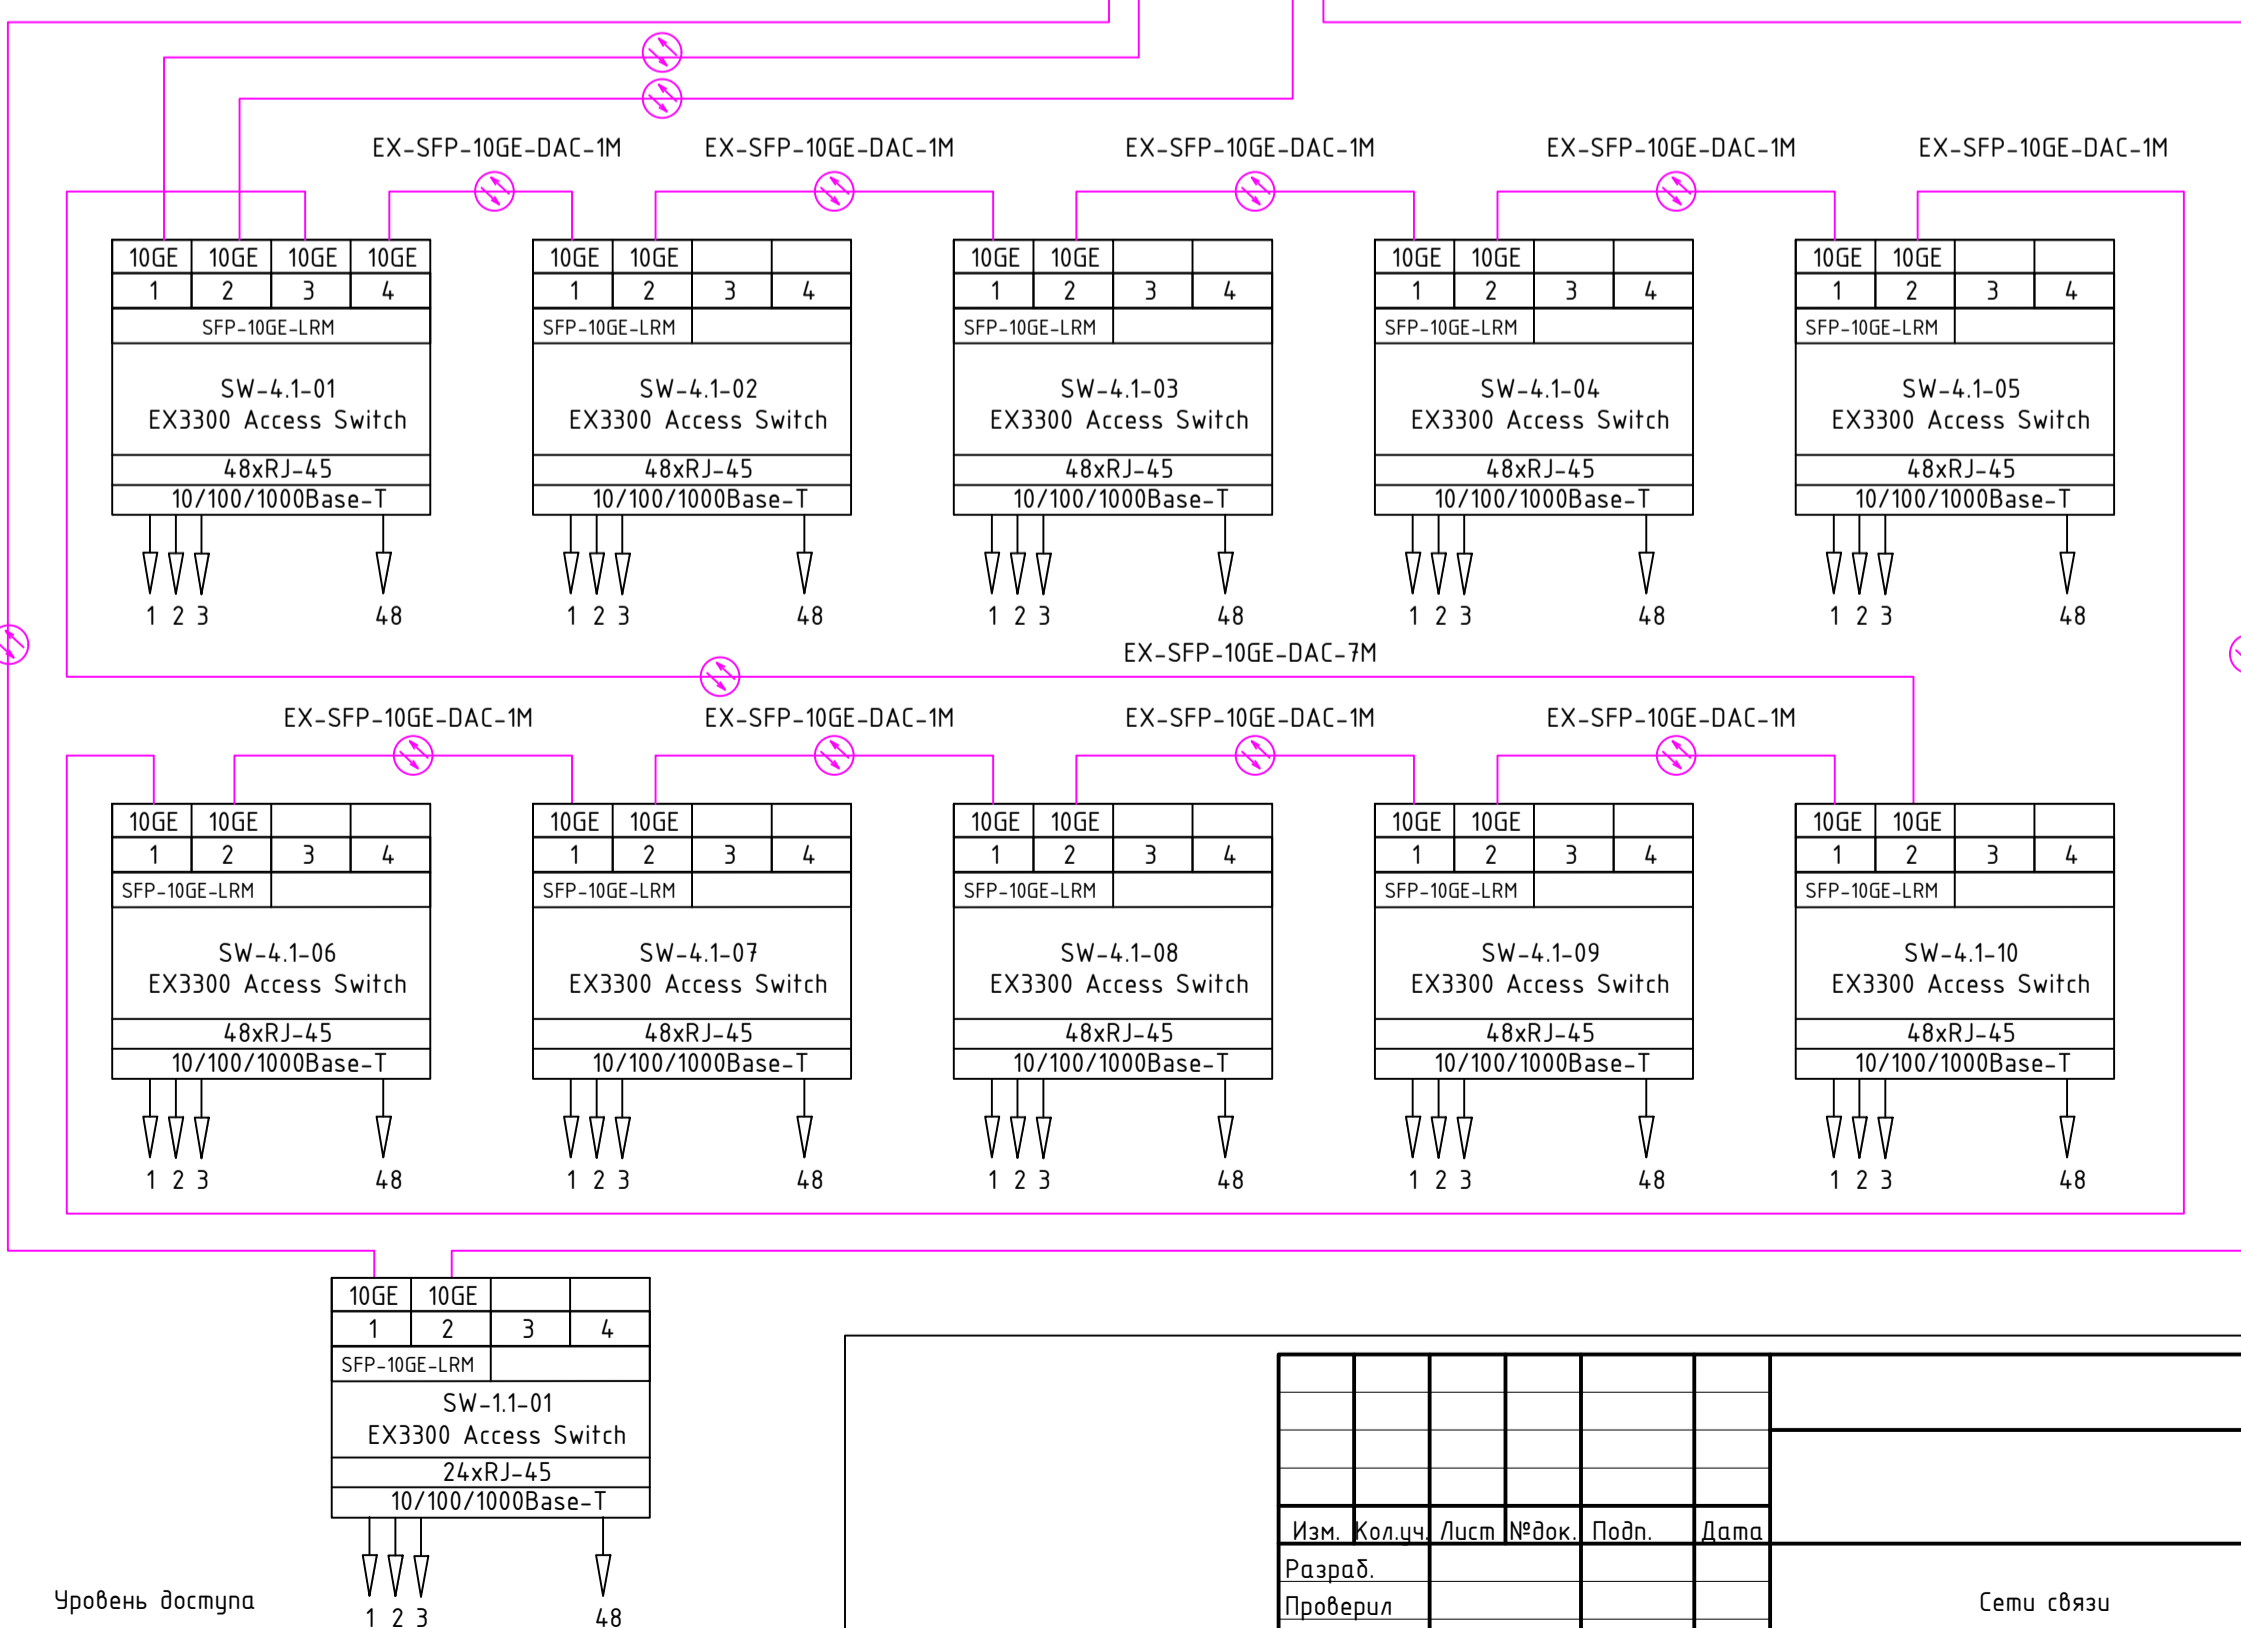 EX-SFP-10GE-DAC-1M EX-SFP-10GE-DAC-1M EX-SFP-10GE-DAC-1M EX-SFP-10GE-DAC-1M EX-SFP-10GE-DAC-1M
10GE 10GE 10GE 10GE 10GE 10GE 10GE 10GE 10GE 10GE 10GE 10GE
1 2 3 4 1 2 3 4 1 2 3 4 1 2 3 4 1 2 3 4
SFP-10GE-LRM SFP-10GE-LRM SFP-10GE-LRM SFP-10GE-LRM SFP-10GE-LRM
SW-4.1-01 SW-4.1-02 SW-4.1-03 SW-4.1-04 SW-4.1-05
EX3300 Access Switch EX3300 Access Switch EX3300 Access Switch EX3300 Access Switch EX3300 Access Switch
48xRJ-45 48xRJ-45 48xRJ-45 48xRJ-45 48xRJ-45
10/100/1000Base-T 10/100/1000Base-T 10/100/1000Base-T 10/100/1000Base-T 10/100/1000Base-T
1 2 3 48 1 2 3 48 1 2 3 48 1 2 3 48 1 2 3 48
EX-SFP-10GE-DAC-7M
EX-SFP-10GE-DAC-1M EX-SFP-10GE-DAC-1M EX-SFP-10GE-DAC-1M EX-SFP-10GE-DAC-1M
10GE 10GE 10GE 10GE 10GE 10GE 10GE 10GE 10GE 10GE
1 2 3 4 1 2 3 4 1 2 3 4 1 2 3 4 1 2 3 4
SFP-10GE-LRM SFP-10GE-LRM SFP-10GE-LRM SFP-10GE-LRM SFP-10GE-LRM
SW-4.1-06 SW-4.1-07 SW-4.1-08 SW-4.1-09 SW-4.1-10
EX3300 Access Switch EX3300 Access Switch EX3300 Access Switch EX3300 Access Switch EX3300 Access Switch
48xRJ-45 48xRJ-45 48xRJ-45 48xRJ-45 48xRJ-45
10/100/1000Base-T 10/100/1000Base-T 10/100/1000Base-T 10/100/1000Base-T 10/100/1000Base-T
1 2 3 48 1 2 3 48 1 2 3 48 1 2 3 48 1 2 3 48
10GE 10GE
1 2 3 4
SFP-10GE-LRM
SW-1.1-01
EX3300 Access Switch
24xRJ-45
10/100/1000Base-T
1 2 3 48
Уровень доступа
Изм. Кол.уч. Лист №док. Подп. Дата
Разраб.
Проверил
Сети связи